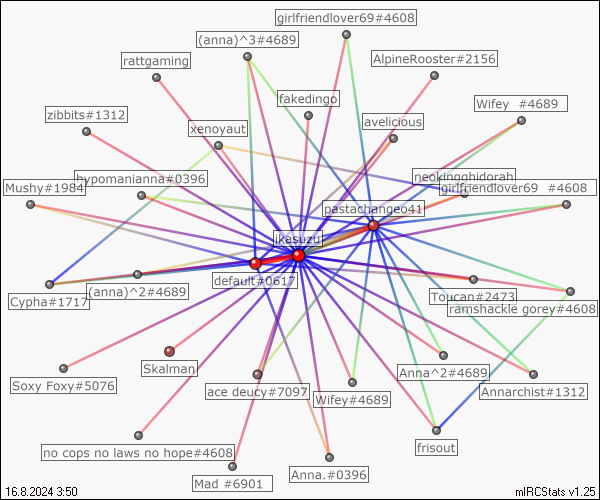 girlfriendlover69#4608
(anna)^3#4689
rattgaming
AlpineRooster#2156
fakedingo
Wifey #4689
zibbits#1312
avelicious
xenoyaut
neokingghidorah
hypomanianna#0396
Mushy#1984
girlfriendlover69 #4608
pastachangeo41
ikasuzu
default#0617
(anna)^2#4689
Cypha#1717
Toucan#2473
ramshackle gorey#4608
Skalman
Anna^2#4689
Soxy Foxy#5076
ace deucy#7097
Annarchist#1312
Wifey#4689
frisout
no cops no laws no hope#4608
Anna.#0396
Mad #6901
16.8.2024 3:50
mIRCStats v1.25